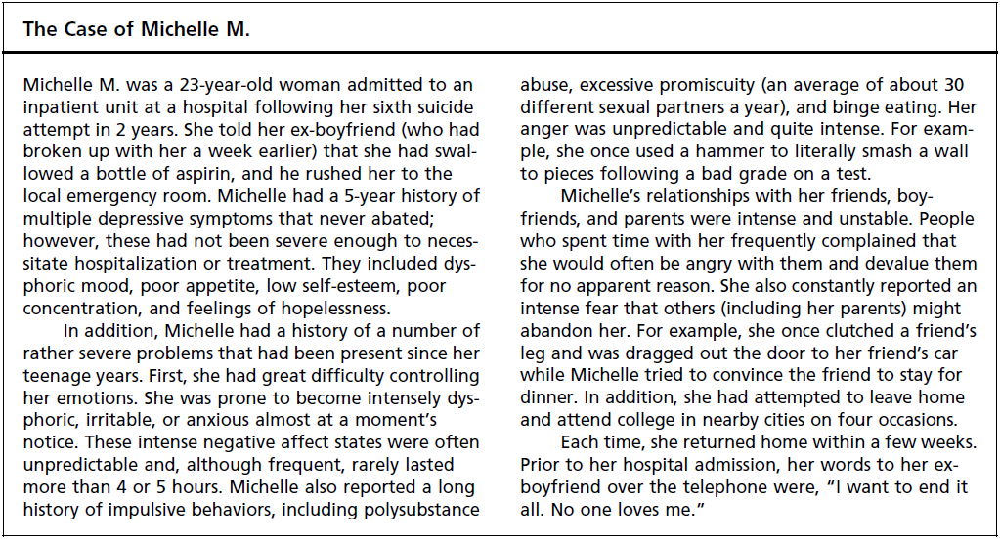 The Case of Michelle M.
Michelle M. was a 23-year-old woman admitted to an
inpatient unit at a hospital following her sixth suicide
attempt in 2 years. She told her ex-boyfriend (who had
broken up with her a week earlier) that she had swal-
lowed a bottle of aspirin, and he rushed her to the
local emergency room. Michelle had a 5-year history of
multiple depressive symptoms that never abated;
however, these had not been severe enough to neces-
sitate hospitalization or treatment. They included dys-
phoric mood, poor appetite, low self-esteem, poor
concentration, and feelings of hopelessness.
In addition, Michelle had a history of a number of
rather severe problems that had been present since her
teenage years. First, she had great difficulty controlling
her emotions. She was prone to become intensely dys-
phoric, irritable, or anxious almost at a moment's
notice. These intense negative affect states were often
unpredictable and, although frequent, rarely lasted
more than 4 or 5 hours. Michelle also reported a long
history of impulsive behaviors, including polysubstance
abuse, excessive promiscuity (an average of about 30
different sexual partners a year), and binge eating. Her
anger was unpredictable and quite intense. For exam-
ple, she once used a hammer to literally smash a wall
to pieces following a bad grade on a test.
Michelle's relationships with her friends, boy-
friends, and parents were intense and unstable. People
who spent time with her frequently complained that
she would often be angry with them and devalue them
for no apparent reason. She also constantly reported an
intense fear that others (including her parents) might
abandon her. For example, she once clutched a friend's
leg and was dragged out the door to her friend's car
while Michelle tried to convince the friend to stay for
dinner. In addition, she had attempted to leave home
and attend college in nearby cities on four occasions.
Each time, she returned home within a few weeks.
Prior to her hospital admission, her words to her ex-
boyfriend over the telephone were, "I want to end it
all. No one loves me."